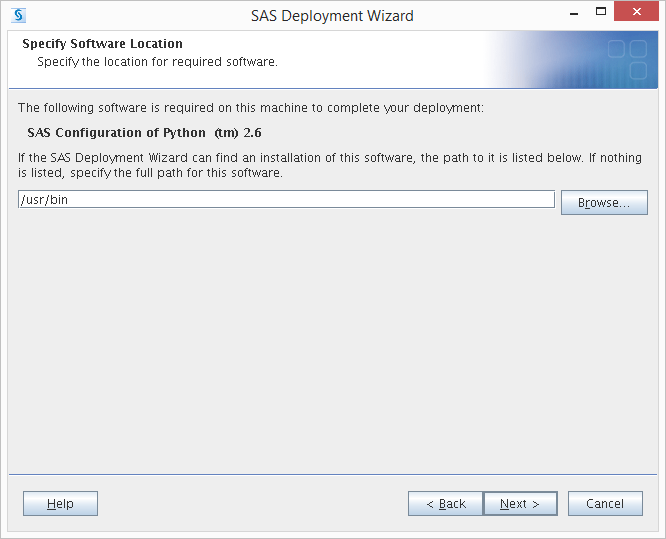 SAS Deployment Wizard
Specify Software Location
Specify the location for required software.
The following software is required on this machine to complete your deployment:
SAS Configuration of Python (tm) 2.6
If the SAS Deployment Wizard can find an installation of this software, the path to it is listed below. If nothing
is listed, specify the full path for this software.
/usr/bin
Browse...
Help
< Back
Next >
Cancel